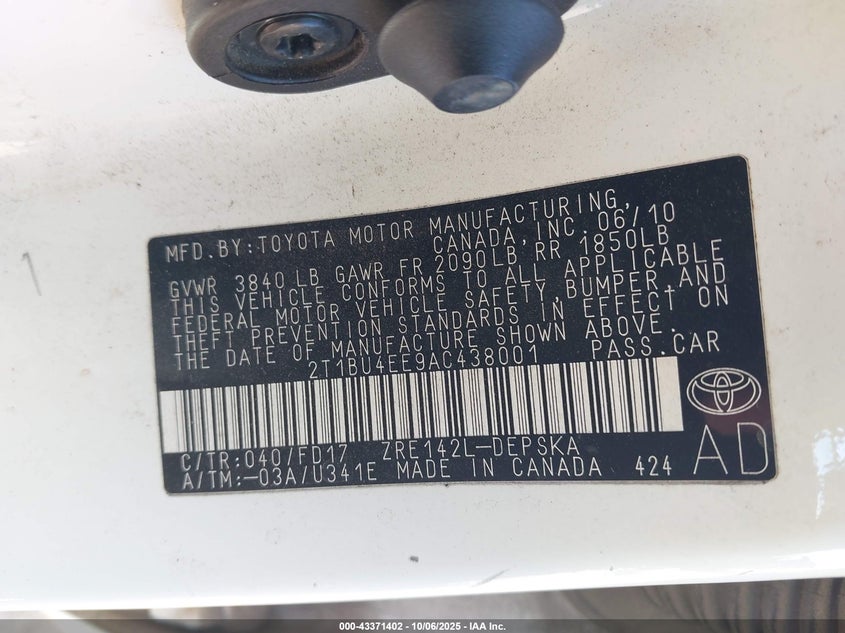 MFD.BY:TOYOTA MOTOR MANUFACTURING,
CANADA,INC. 06/10
GVWR 3840 LB GAWR FR 2090LB, RR 1850LB
THIS VEHICLE CONFORMS TO ALL APPLICABLE
FEDERAL MOTOR VEHICLE SAFETY, BUMPER AND
THEFT PREVENTION STANDARDS IN EFFECT ON
THE DATE OF MANUFACTURE SHOWN ABOVE.
2T1BU4EE9AC438001 PASS.CAR
C/TR:040/FD17 ZRE142L-DEPSKA
A/TM:-03A/U341E MADE IN CANADA 424
AD
000-43371402 - 10/06/2025 - IAA Inc.